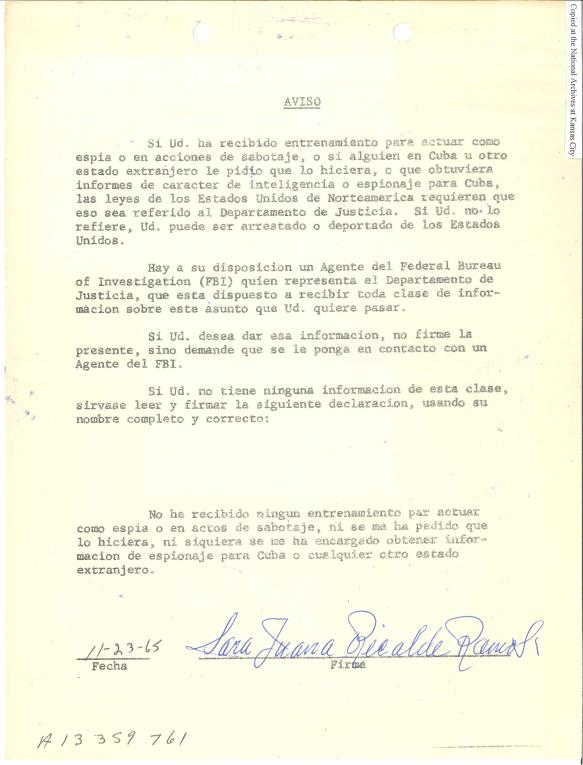 Copied at the National Archives at Kansas City
AVISO
Si Ud. ha recibido entrenamiento para actuar como
espia o en acciones de sabotaje, o si alguien en Cuba u otro
estado extranjero le pidio que lo hiciera, o que obtuviera
informes de caracter de inteligencia o espionaje para Cuba,
las leyes de los Estados Unidos de Norteamerica requieren que
eso sea referido al Departamento de Justicia. Si Ud. no lo
refiere, Ud. puede ser arrestado o deportado de los Estados
Unidos.
Hay a su disposicion un Agente del Federal Bureau
of Investigation (FBI) quien representa el Departamento de
Justicia, que esta dispuesto a recibir toda clase de infor-
macion sobre este asunto que Ud. quiere pasar.
Si Ud. desea dar esa informacion, no firme la
presente, sino demande que se le ponga en contacto con un
Agente del FBI.
Si Ud. no tiene ninguna informacion de esta clase,
sirvase leer y firmar la siguiente declaracion, usando su
nombre completo y correcto:
No he recibido ningun entrenamiento par actuar
como espia o en actos de sabotaje, ni se me ha pedido que
lo hiciera, ni siquiera se me ha encargado obtener infor-
macion de espionaje para Cuba o cualquier otro estado
extranjero.
11-23-65 Sara Juana Ricalde Ramos
Fecha Firma
A 13 359 761